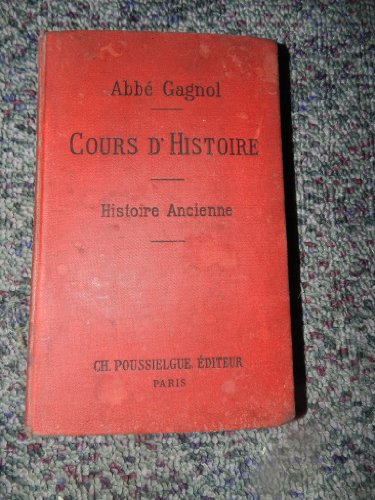 Abbé Gagnol
COURS D'HISTOIRE
Histoire Ancienne
CH. POUSSIELGUE, ÉDITEUR
PARIS